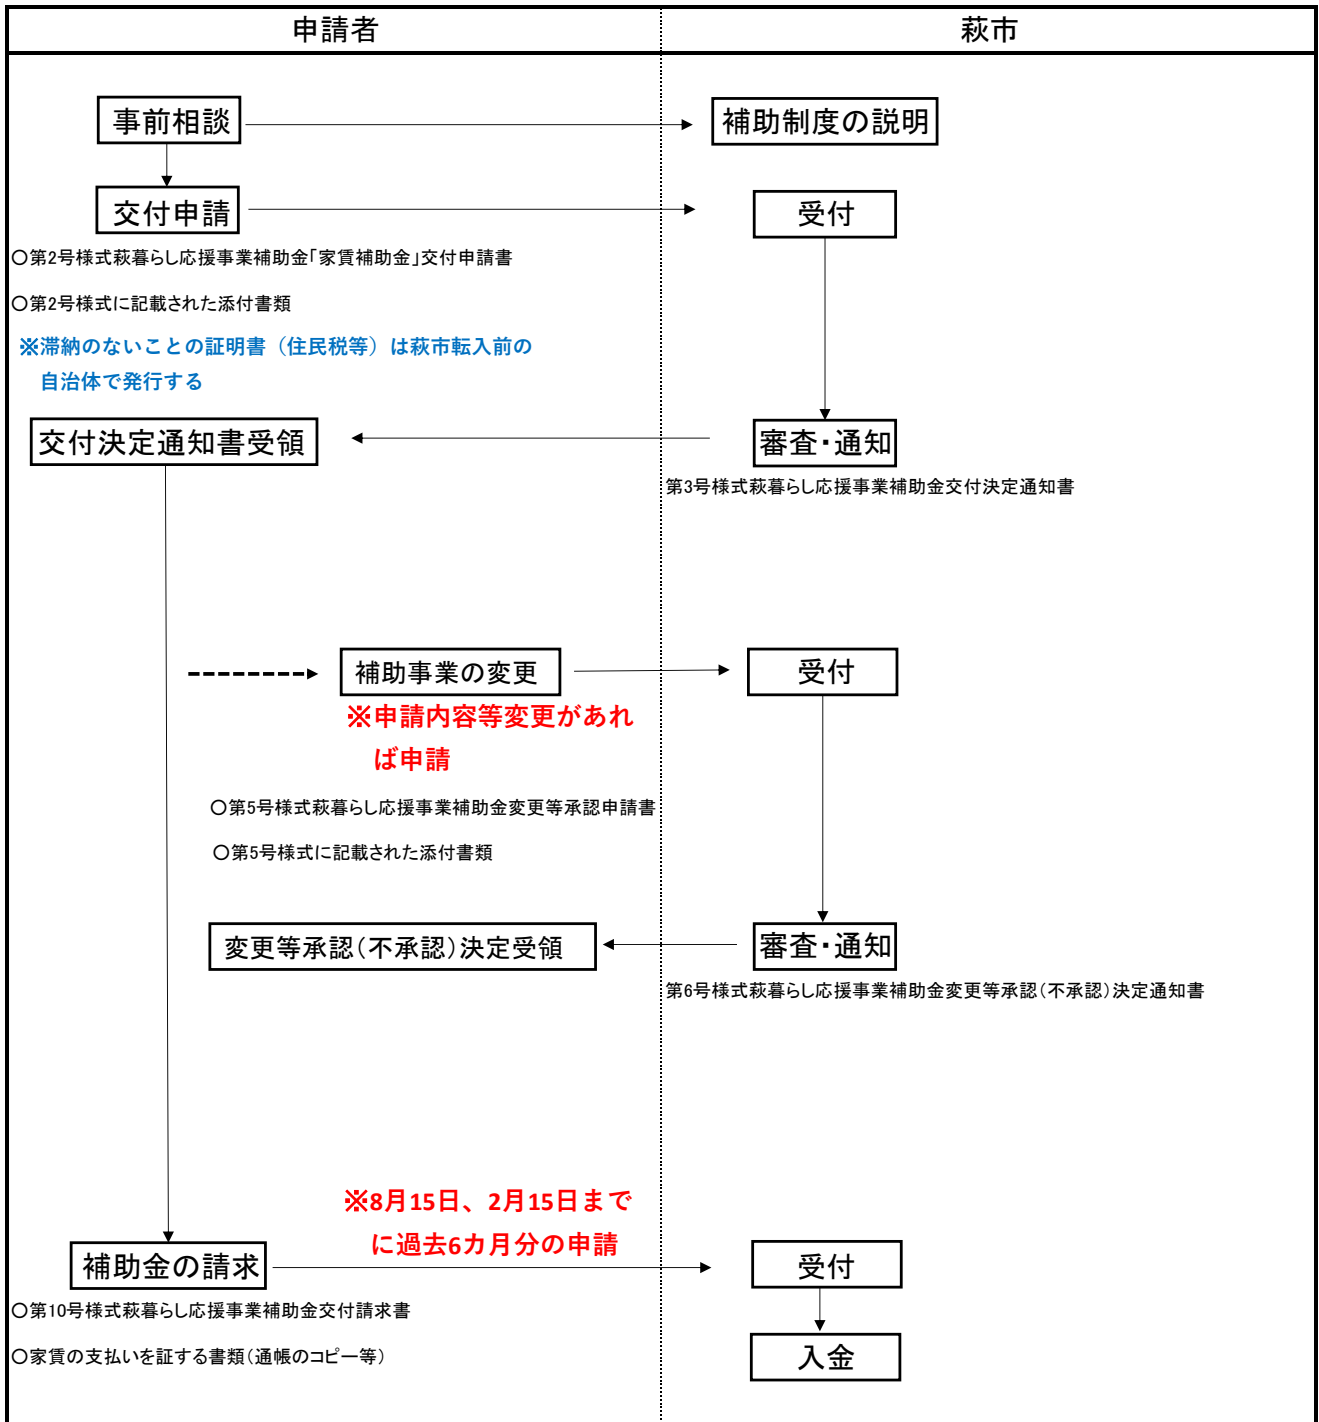 申請者
萩市
事前相談
補助制度の説明
交付申請
受付
〇第2号様式萩暮らし応援事業補助金「家賃補助金」交付申請書
〇第2号様式に記載された添付書類
※滞納のないことの証明書（住民税等）は萩市転入前の
自治体で発行する
交付決定通知書受領
審査・通知
第3号様式萩暮らし応援事業補助金交付決定通知書
補助事業の変更
受付
※申請内容等変更があれ
ば申請
〇第5号様式萩暮らし応援事業補助金変更等承認申請書
〇第5号様式に記載された添付書類
変更等承認（不承認）決定受領
審査・通知
第6号様式萩暮らし応援事業補助金変更等承認（不承認）決定通知書
※8月15日、2月15日まで
に過去6カ月分の申請
補助金の請求
受付
〇第10号様式萩暮らし応援事業補助金交付請求書
〇家賃の支払いを証する書類（通帳のコピー等）
入金